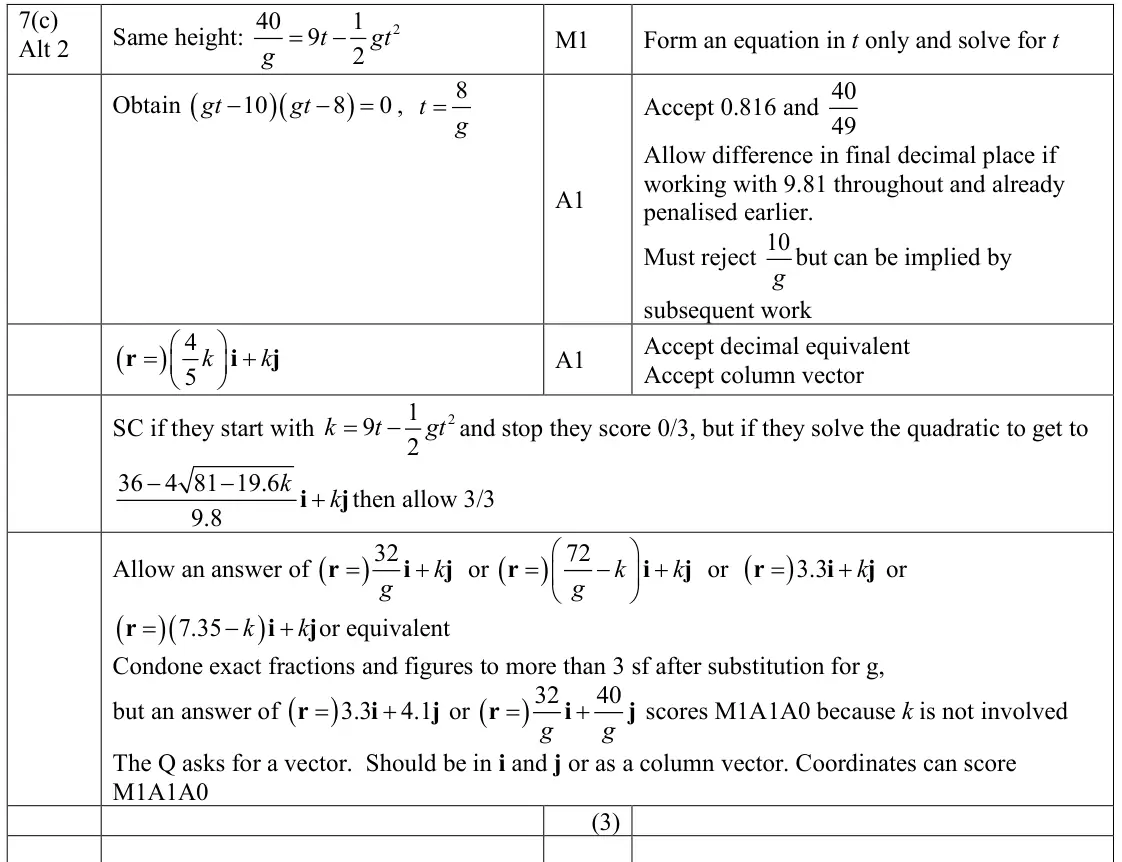 7(c)
Alt 2
Same height: 40/g = 9t − 1/2 gt²
M1
Form an equation in t only and solve for t
Obtain (gt −10)(gt −8) = 0 , t = 8/g
A1
Accept 0.816 and 40/49
Allow difference in final decimal place if
working with 9.81 throughout and already
penalised earlier.
Must reject 10/g but can be implied by
subsequent work
(r =)(4/5 k)i + kj
A1
Accept decimal equivalent
Accept column vector
SC if they start with k = 9t − 1/2 gt² and stop they score 0/3, but if they solve the quadratic to get to
(36 − 4√(81 −19.6k))/9.8 i + kj then allow 3/3
Allow an answer of (r =) 32/g i + kj or (r =)(72/g − k)i + kj or (r =)3.3i + kj or
(r =)(7.35 − k)i + kj or equivalent
Condone exact fractions and figures to more than 3 sf after substitution for g,
but an answer of (r =)3.3i + 4.1j or (r =) 32/g i + 40/g j scores M1A1A0 because k is not involved
The Q asks for a vector. Should be in i and j or as a column vector. Coordinates can score
M1A1A0
(3)